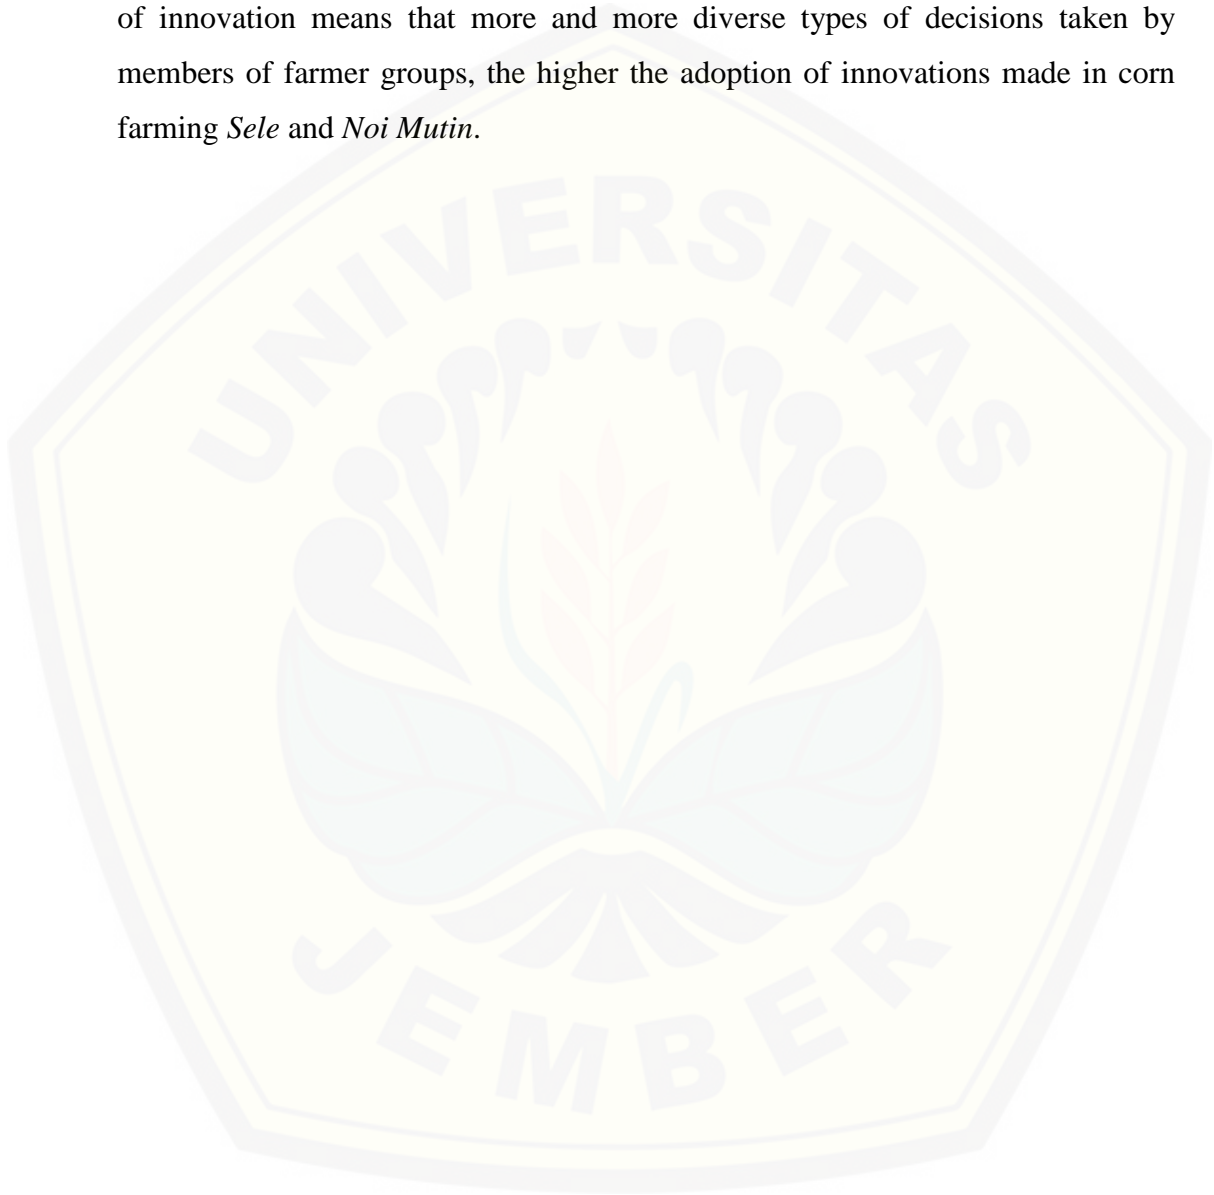 of innovation means that more and more diverse types of decisions taken by
members of farmer groups, the higher the adoption of innovations made in corn
farming Sele and Noi Mutin.
UNIVERSITAS
JEMBER